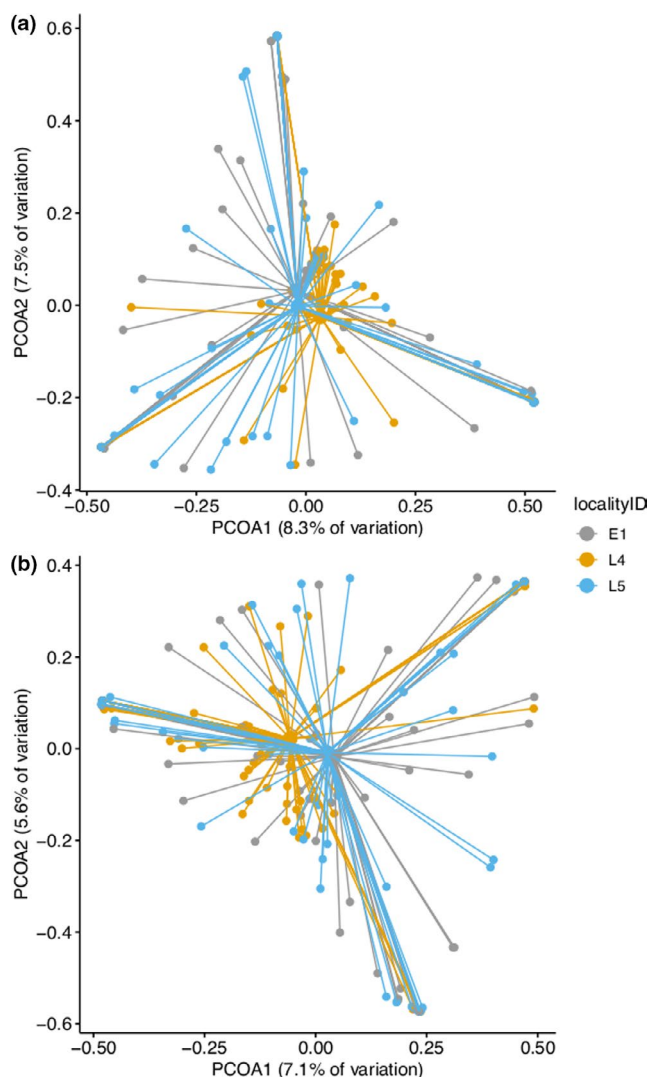 (a)
0.6
0.4
0.2
0.0
−0.2
−0.4
PCOA2 (7.5% of variation)
−0.50
−0.25
0.00
0.25
0.50
PCOA1 (8.3% of variation)
localityID
E1
L4
L5
(b)
0.4
0.2
0.0
−0.2
−0.4
−0.6
PCOA2 (5.6% of variation)
−0.50
−0.25
0.00
0.25
0.50
PCOA1 (7.1% of variation)